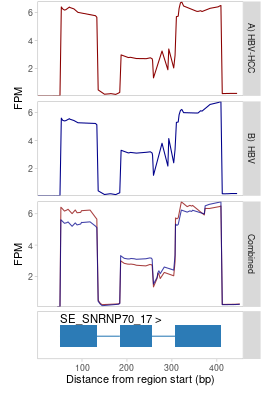 6
4
2
FPM
A) HBV-HCC
6
4
2
B) HBV
6
4
2
FPM
Combined
SE_SNRNP70_17 >
100 200 300 400
Distance from region start (bp)